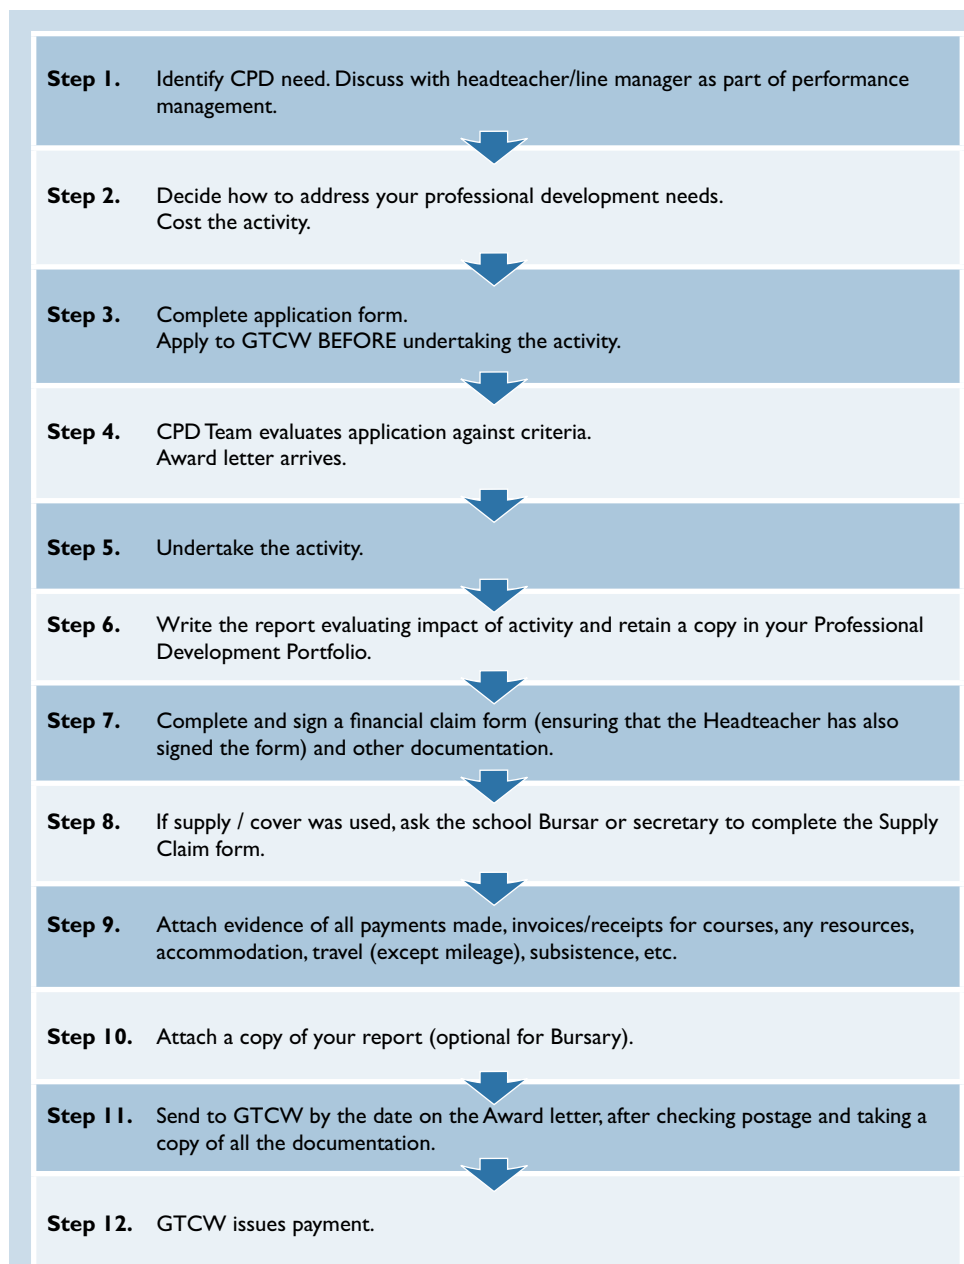 Step 1. Identify CPD need. Discuss with headteacher/line manager as part of performance
management.
Step 2. Decide how to address your professional development needs.
Cost the activity.
Step 3. Complete application form.
Apply to GTCW BEFORE undertaking the activity.
Step 4. CPD Team evaluates application against criteria.
Award letter arrives.
Step 5. Undertake the activity.
Step 6. Write the report evaluating impact of activity and retain a copy in your Professional
Development Portfolio.
Step 7. Complete and sign a financial claim form (ensuring that the Headteacher has also
signed the form) and other documentation.
Step 8. If supply / cover was used, ask the school Bursar or secretary to complete the Supply
Claim form.
Step 9. Attach evidence of all payments made, invoices/receipts for courses, any resources,
accommodation, travel (except mileage), subsistence, etc.
Step 10. Attach a copy of your report (optional for Bursary).
Step 11. Send to GTCW by the date on the Award letter, after checking postage and taking a
copy of all the documentation.
Step 12. GTCW issues payment.